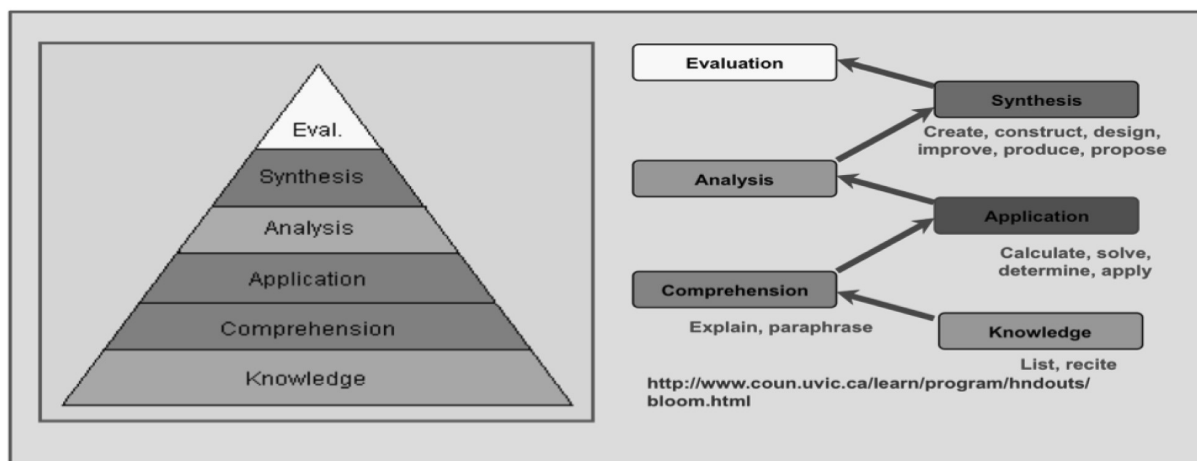 Eval.
Synthesis
Analysis
Application
Comprehension
Knowledge
Evaluation
Synthesis
Create, construct, design,
improve, produce, propose
Analysis
Application
Calculate, solve,
determine, apply
Comprehension
Explain, paraphrase
Knowledge
List, recite
http://www.coun.uvic.ca/learn/program/hndouts/
bloom.html